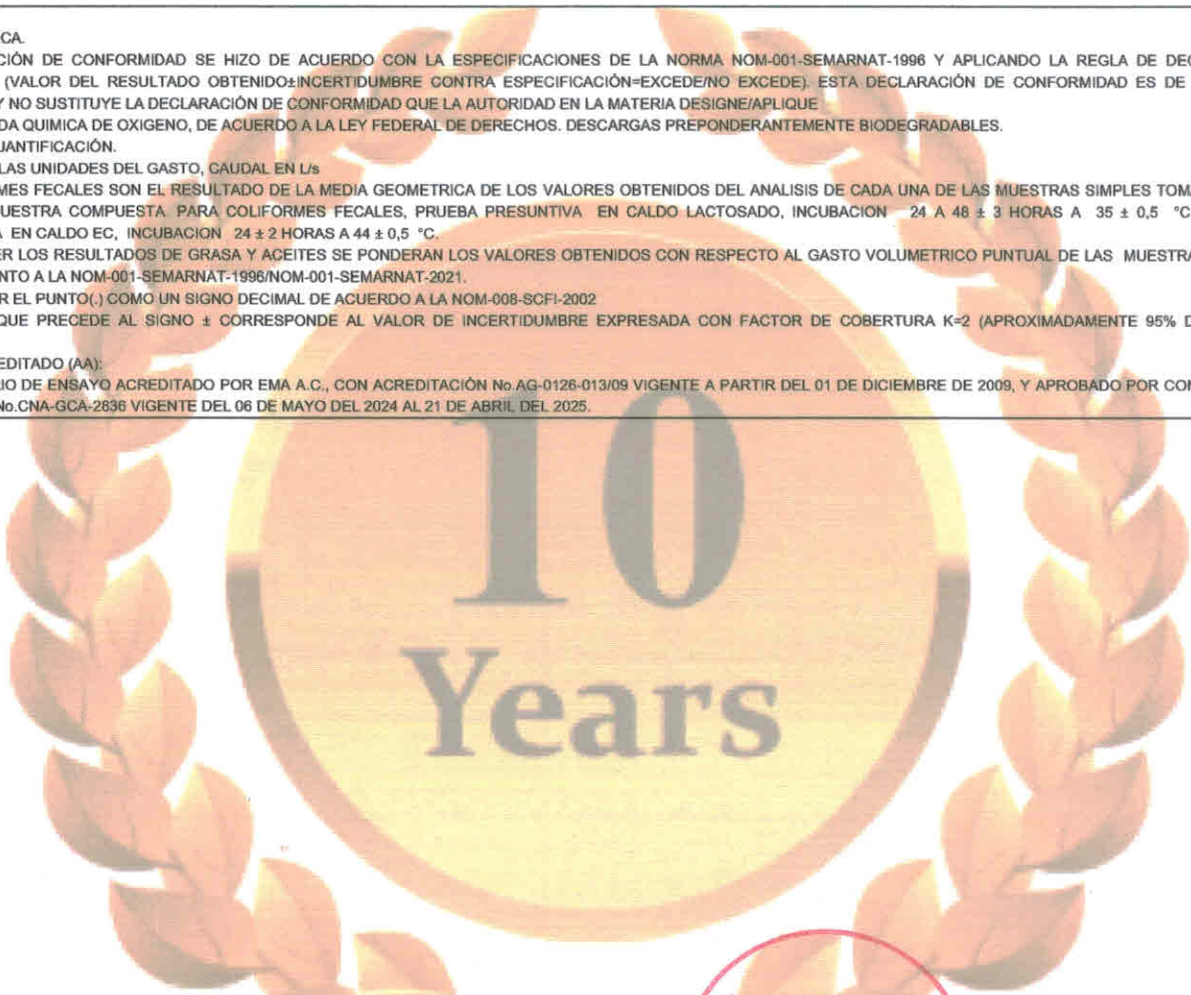 CA.
CIÓN DE CONFORMIDAD SE HIZO DE ACUERDO CON LA ESPECIFICACIONES DE LA NORMA NOM-001-SEMARNAT-1996 Y APLICANDO LA REGLA DE DE
(VALOR DEL RESULTADO OBTENIDO±INCERTIDUMBRE CONTRA ESPECIFICACIÓN=EXCEDE/NO EXCEDE). ESTA DECLARACIÓN DE CONFORMIDAD ES DE
Y NO SUSTITUYE LA DECLARACIÓN DE CONFORMIDAD QUE LA AUTORIDAD EN LA MATERIA DESIGNE/APLIQUE
DA QUIMICA DE OXIGENO, DE ACUERDO A LA LEY FEDERAL DE DERECHOS. DESCARGAS PREPONDERANTEMENTE BIODEGRADABLES.
UANTIFICACIÓN.
LAS UNIDADES DEL GASTO, CAUDAL EN L/s
MES FECALES SON EL RESULTADO DE LA MEDIA GEOMETRICA DE LOS VALORES OBTENIDOS DEL ANALISIS DE CADA UNA DE LAS MUESTRAS SIMPLES TOM
UESTRA COMPUESTA. PARA COLIFORMES FECALES, PRUEBA PRESUNTIVA EN CALDO LACTOSADO, INCUBACION 24 A 48 ± 3 HORAS A 35 ± 0,5 °C
A EN CALDO EC, INCUBACION 24 ± 2 HORAS A 44 ± 0,5 °C.
ER LOS RESULTADOS DE GRASA Y ACEITES SE PONDERAN LOS VALORES OBTENIDOS CON RESPECTO AL GASTO VOLUMETRICO PUNTUAL DE LAS MUESTRA
NTO A LA NOM-001-SEMARNAT-1996/NOM-001-SEMARNAT-2021.
R EL PUNTO(.) COMO UN SIGNO DECIMAL DE ACUERDO A LA NOM-008-SCFI-2002
QUE PRECEDE AL SIGNO ± CORRESPONDE AL VALOR DE INCERTIDUMBRE EXPRESADA CON FACTOR DE COBERTURA K=2 (APROXIMADAMENTE 95% D
EDITADO (AA):
IO DE ENSAYO ACREDITADO POR EMA A.C., CON ACREDITACIÓN No.AG-0126-013/09 VIGENTE A PARTIR DEL 01 DE DICIEMBRE DE 2009, Y APROBADO POR CO
No.CNA-GCA-2836 VIGENTE DEL 06 DE MAYO DEL 2024 AL 21 DE ABRIL DEL 2025.
10
Years